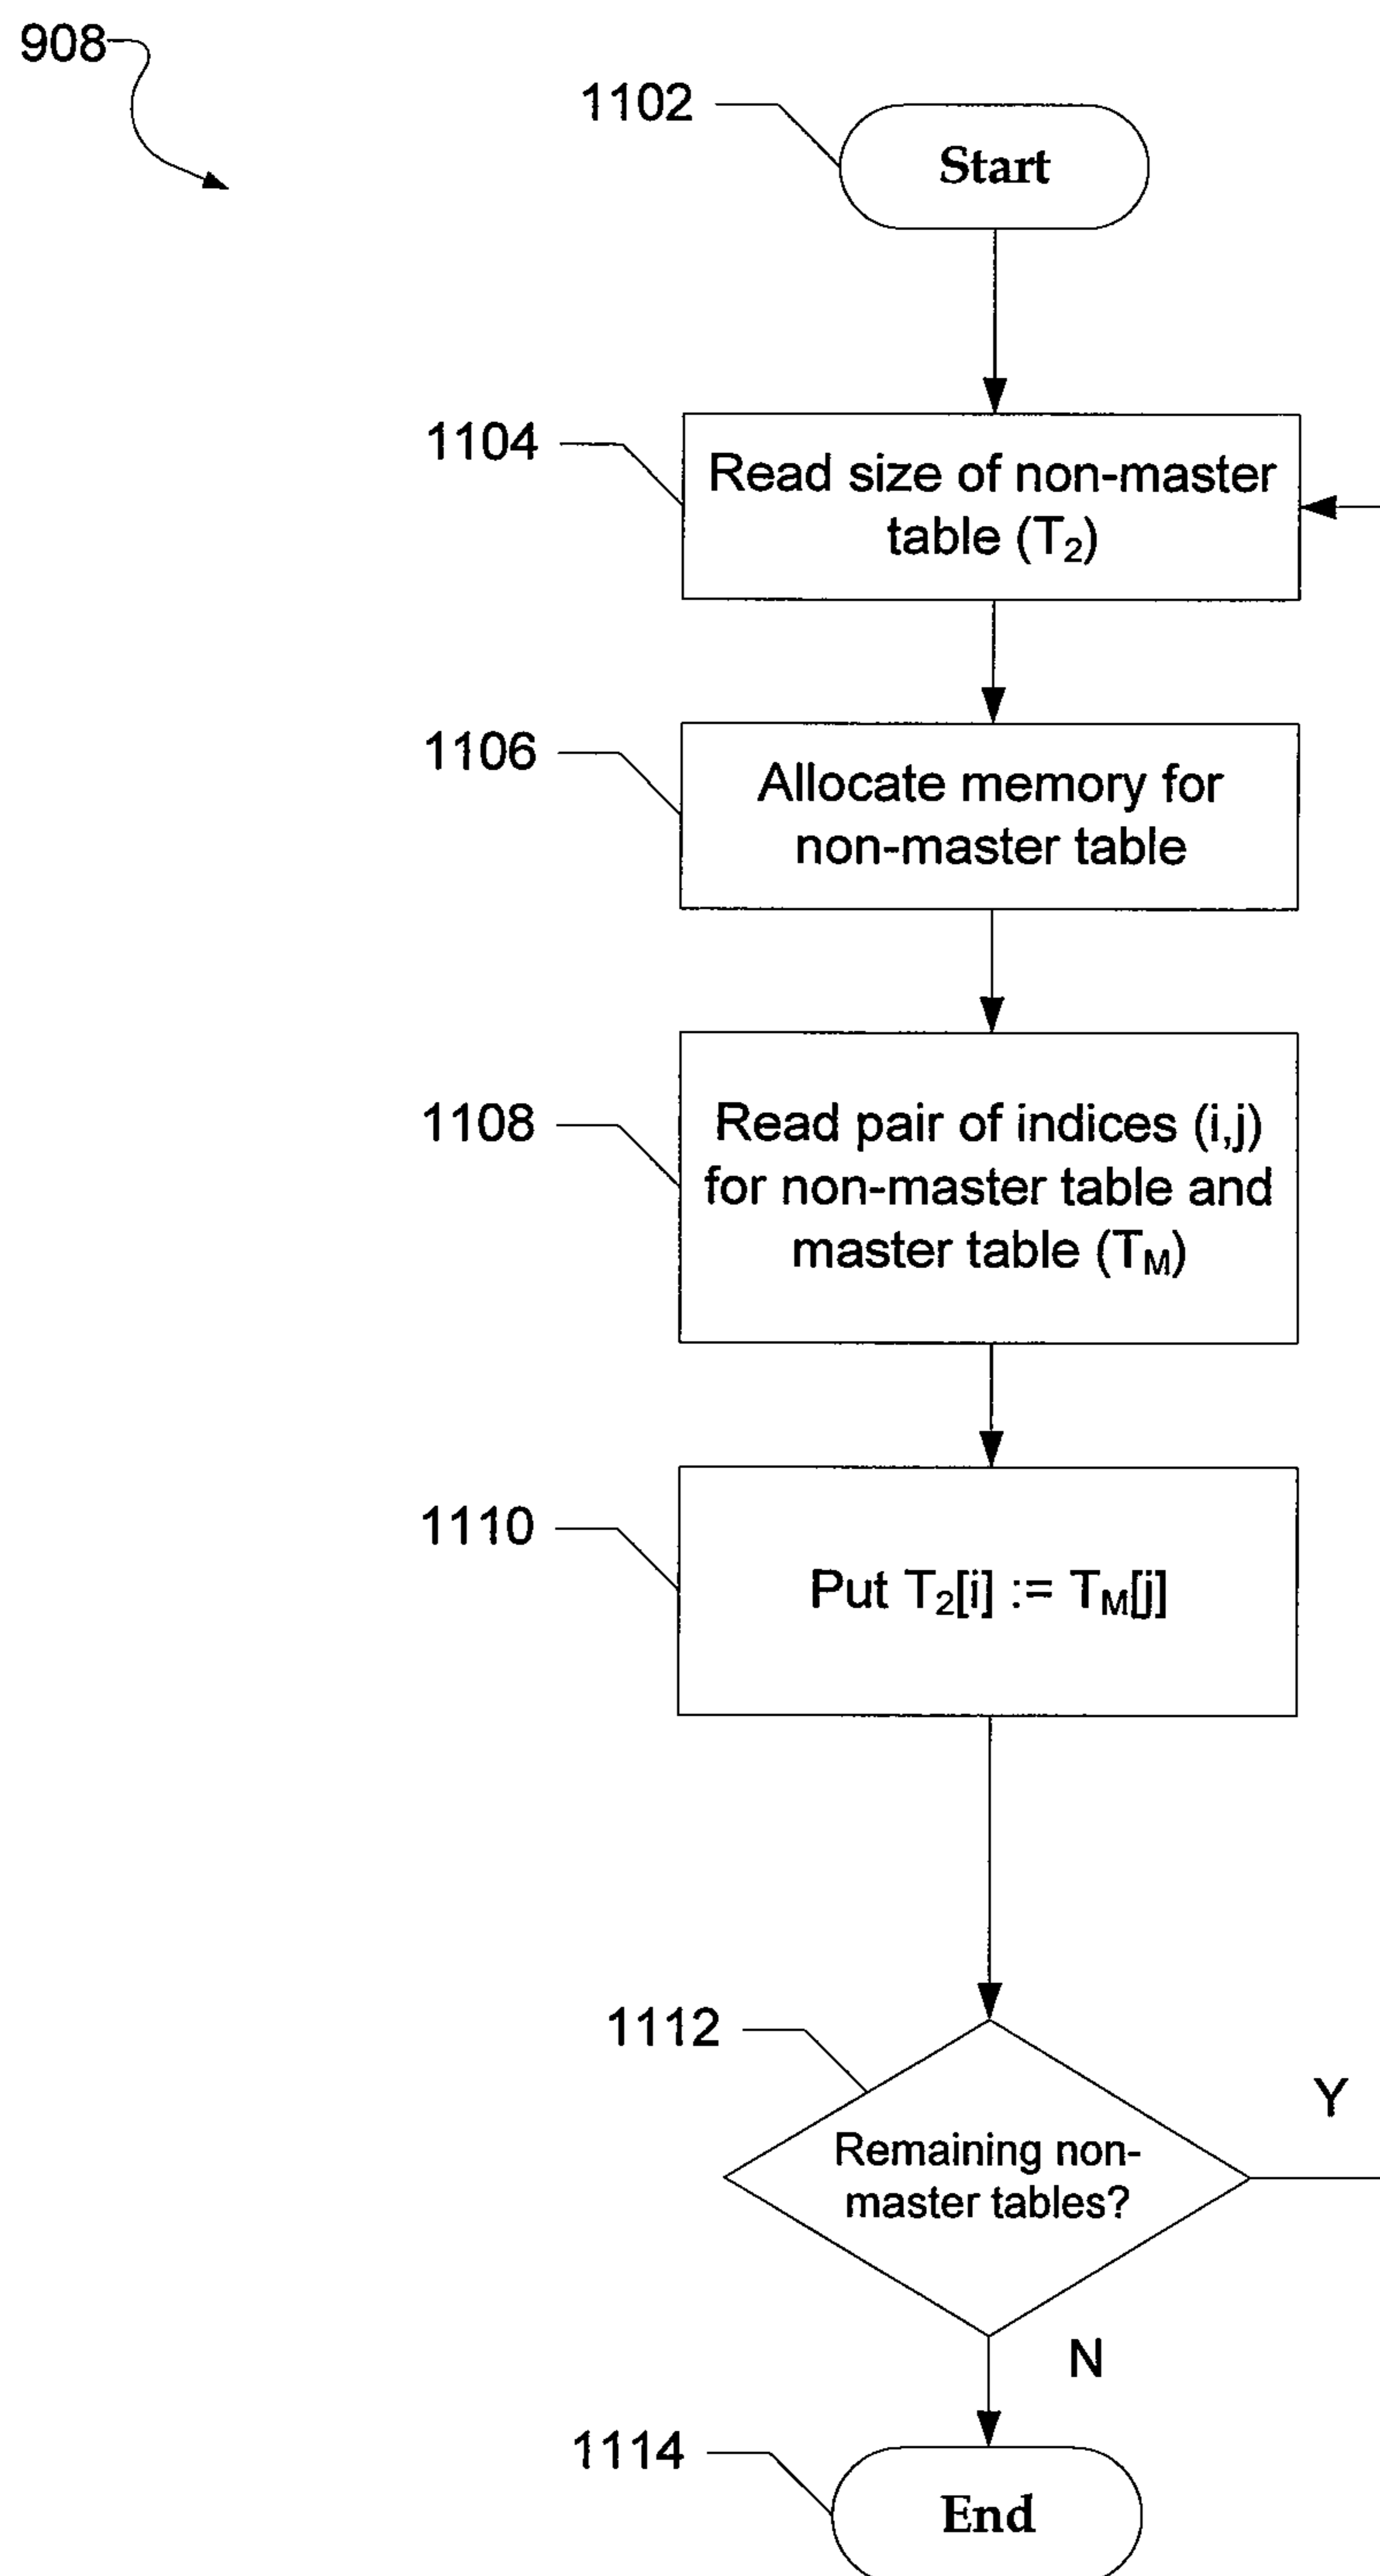 908
1102
Start
1104
Read size of non-master
table (T₂)
1106
Allocate memory for
non-master table
1108
Read pair of indices (i,j)
for non-master table and
master table (Tᴍ)
1110
Put T₂[i] := Tᴍ[j]
1112
Remaining non-
master tables?
Y
N
1114
End